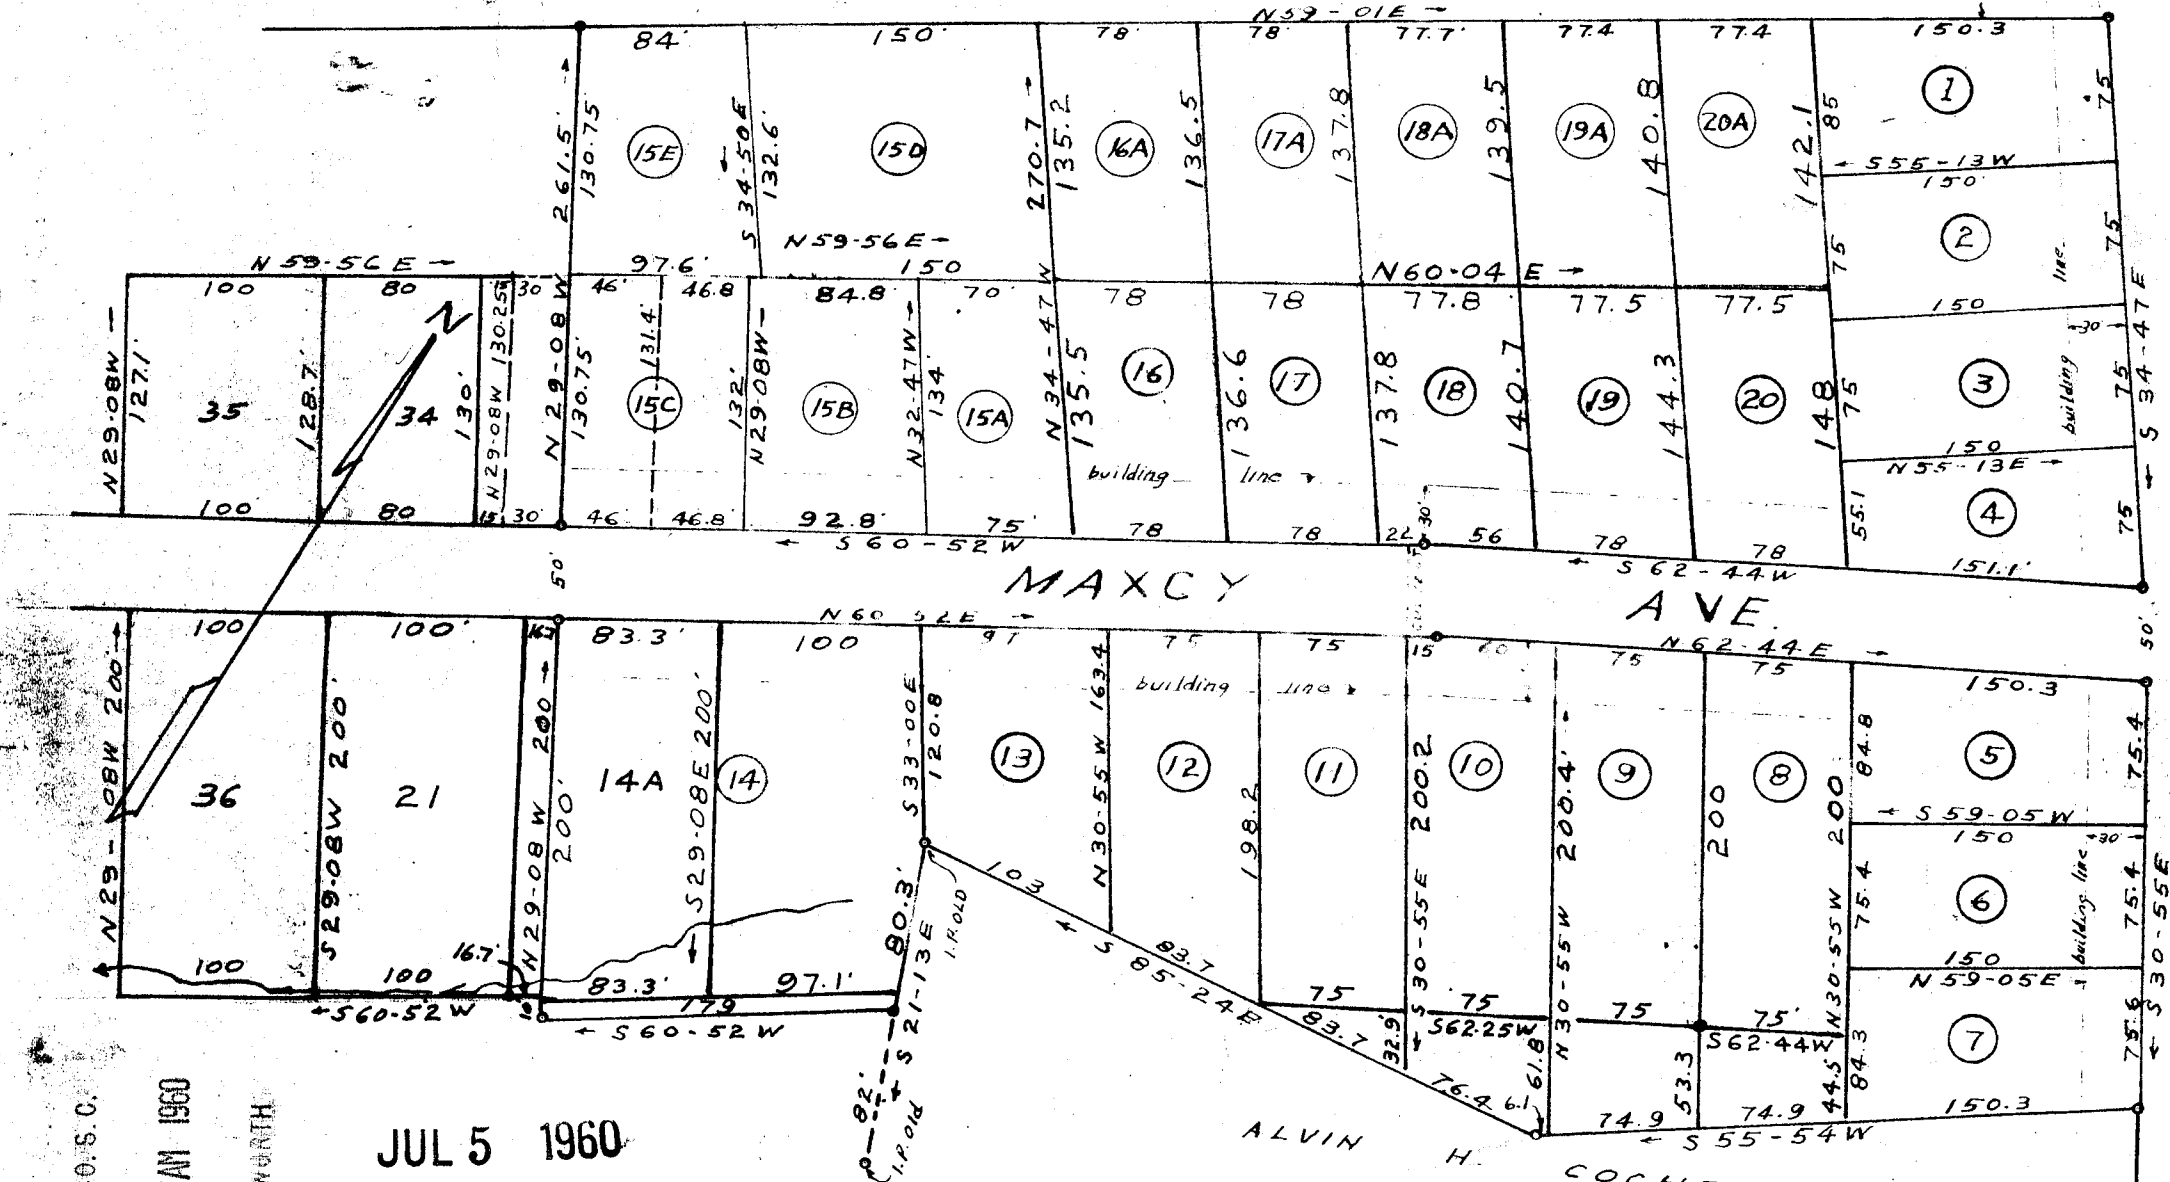 N59-01E
84' 150' 78' 78' 77.7' 77.4 77.4 150.3
261.5' 130.75 15E S 34-50E 132.6' 15D 270.7 135.2 16A 136.5 17A 137.8 18A 139.5 19A 140.8 20A 142.1 85 1 75
S55-13W
150'
75 2 75
N59-56E
N59-56E 97.6' 150 N60-04E
100 80 30 46' 46.8 84.8' 70' 78 78 77.8 77.5 77.5 150
line
30
N29-08W 127.1' 35 128.7' 34 N 130' N29-08W 130.25' N29-08W 130.75' 15C 131.4' 132' N29-08W 15B N32-47W 134' 15A N34-47W 135.5 16 136.6 17 137.8 18 140.7 19 144.3 20 148 75 3 building 75 S 34-47E
150
N55-13E
building line
30'
55.1 4 75
100 80 15' 30' 46' 46.8' 92.8' 75' 78 78 22 56 78 78 151.1'
S60-52W S62-44W
50' MAXCY AVE. 50'
N60-52E N62-44E
100 100' 16.7 83.3' 100 97 75 75 15 60' 75 75 150.3
building line
N29-08W 200' 36 S29-08W 200' 21 N29-08W 200 200' 14A S29-08E 200' 14 S33-00E 120.8 13 N30-55W 163.4 12 198.2 11 S30-55E 200.2 10 N30-55W 200.4' 9 200 8 N30-55W 200 84.8 5 75.4
S59-05W
150 30'
75.4 6 building line 75.4 S30-55E
150
N59-05E
103 83.7 83.7 76.4 6.1
S 85-24E
I.P. OLD
80.3'
S 21-13E
16.7'
100 100 83.3' 97.1' 75 75 75 75'
S60-52W 10 179 S62-25W S62-44W
S60-52W
32.9' 61.8' 53.3 44.5 84.3 7 75.6
74.9 74.9 150.3
S55-54W
82'
I.P. Old
ALVIN H.
O.S.C.
AM 1960
JUL 5 1960